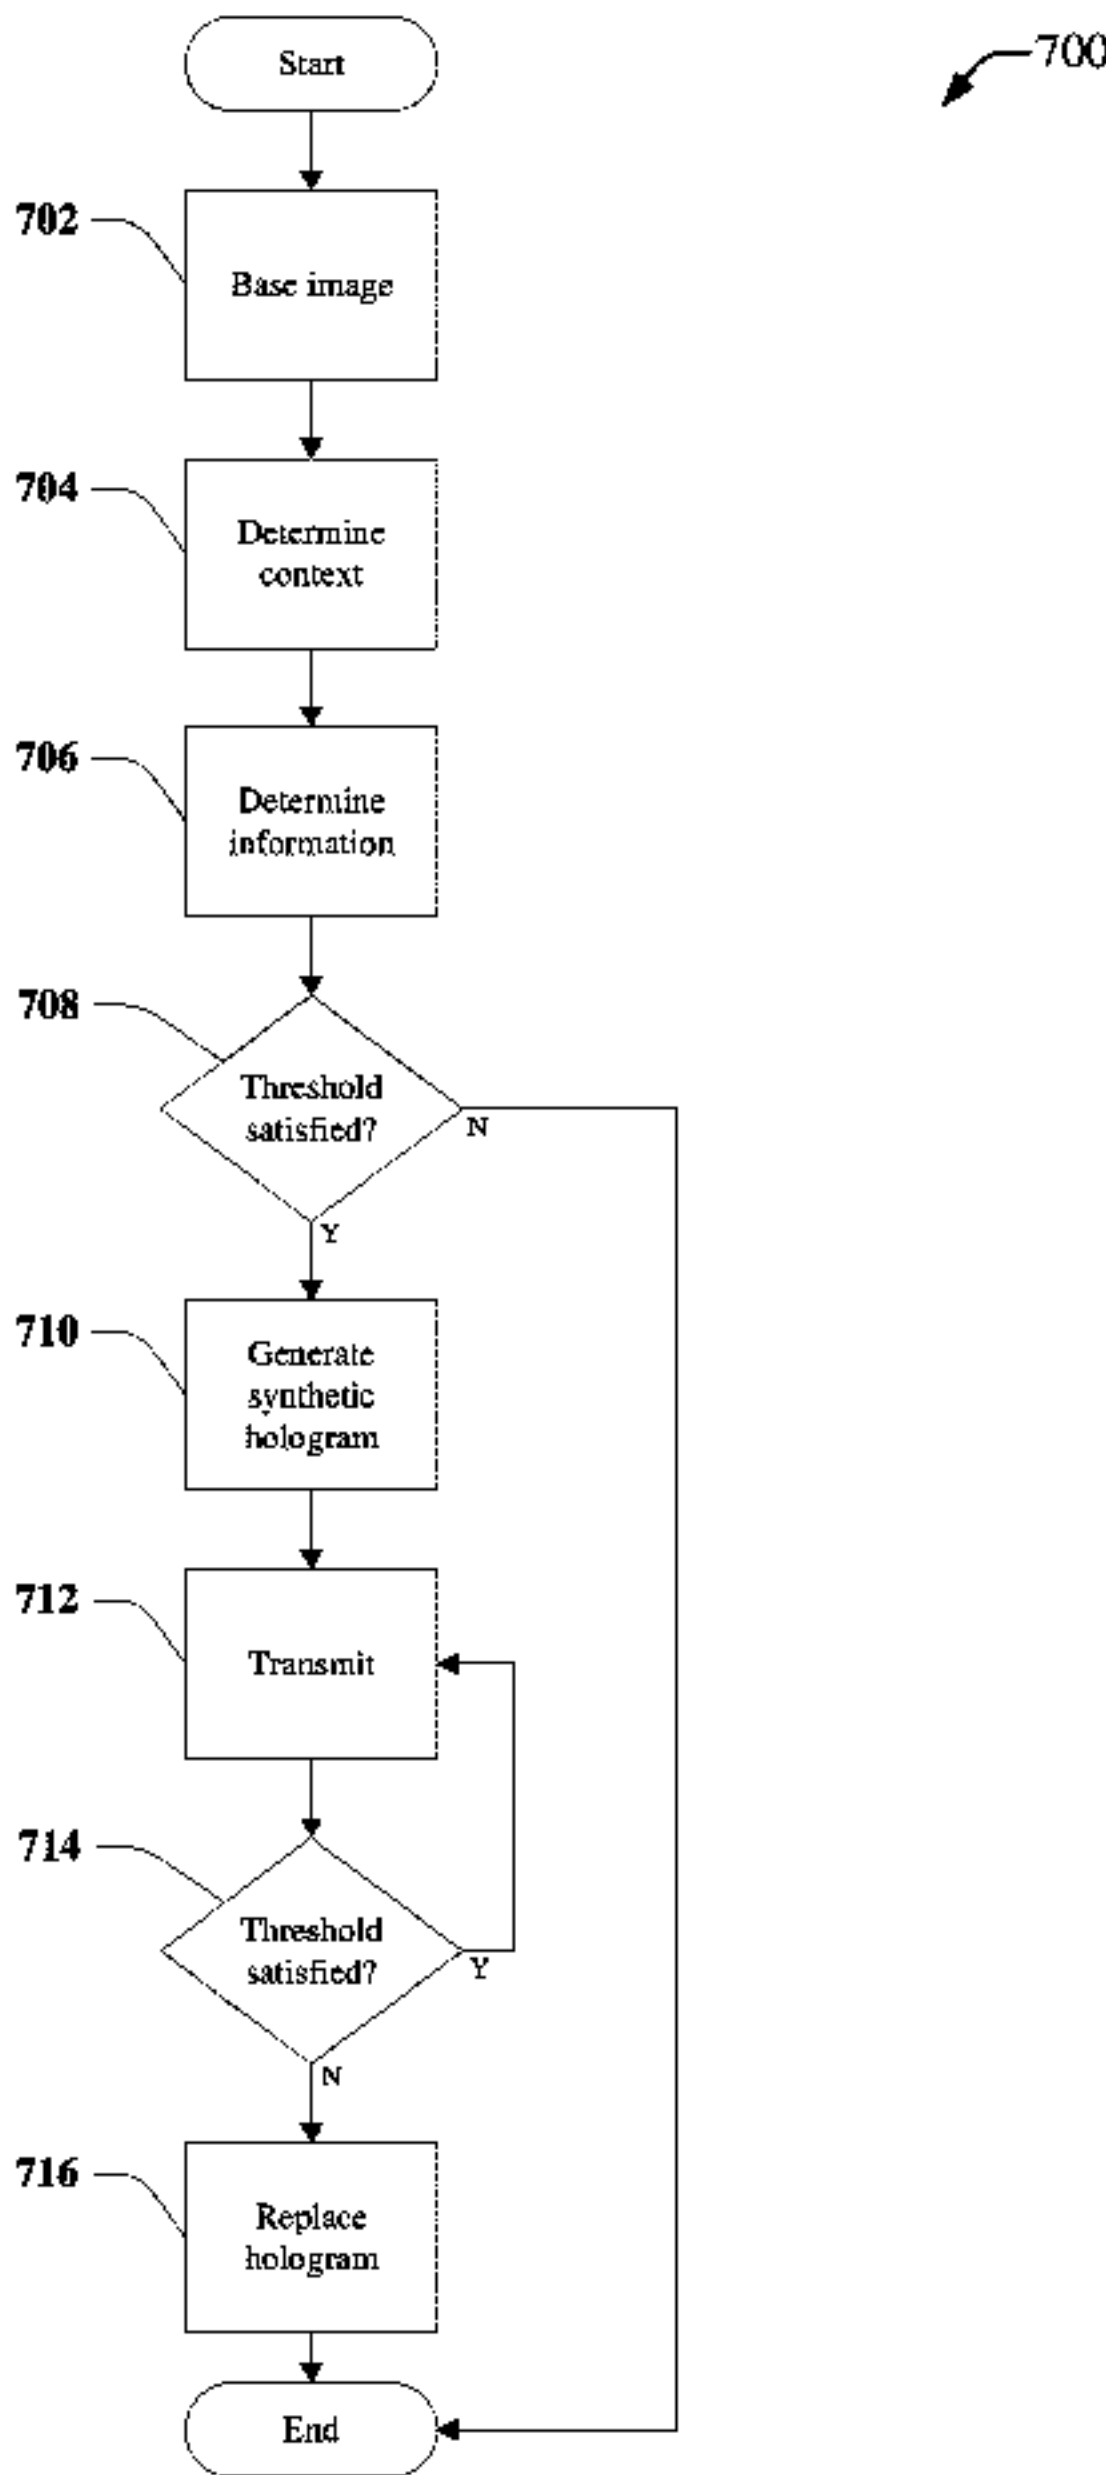 Start
700
702
Base image
704
Determine
context
706
Determine
information
708
Threshold
satisfied?
N
Y
710
Generate
synthetic
hologram
712
Transmit
714
Threshold
satisfied?
Y
N
716
Replace
hologram
End